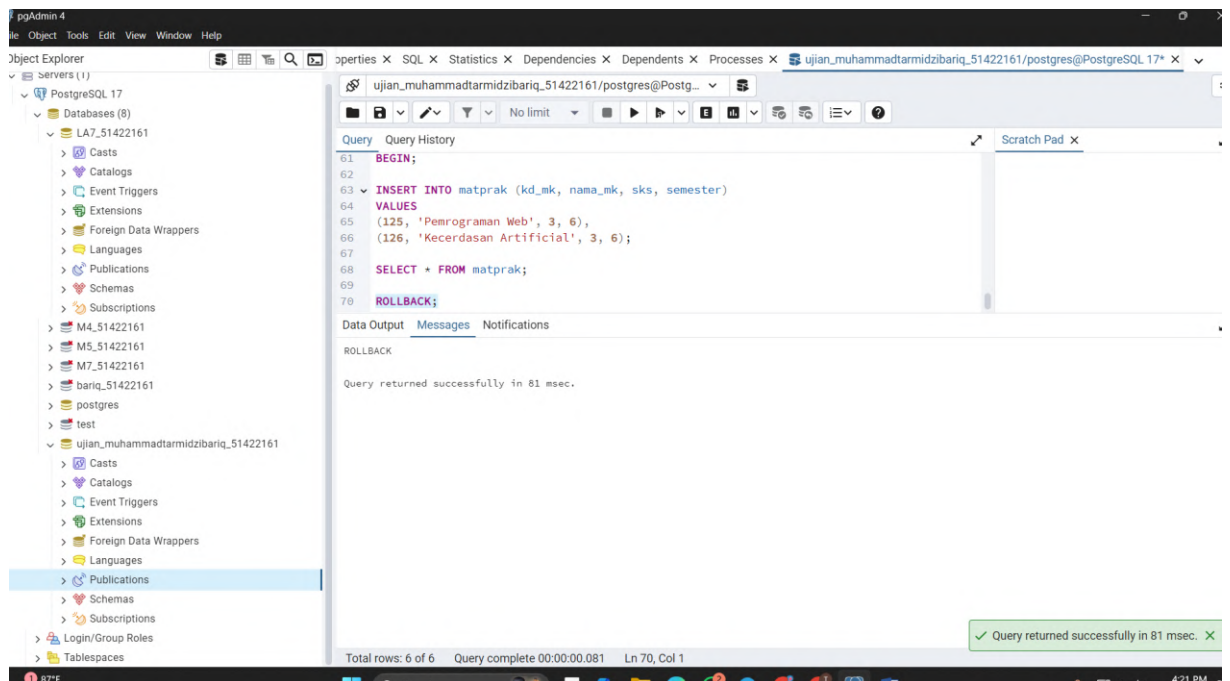 pgAdmin 4
ile Object Tools Edit View Window Help
Object Explorer
Servers (1)
PostgreSQL 17
Databases (8)
LA7_51422161
Casts
Catalogs
Event Triggers
Extensions
Foreign Data Wrappers
Languages
Publications
Schemas
Subscriptions
M4_51422161
M5_51422161
M7_51422161
bariq_51422161
postgres
test
ujian_muhammadtarmidzibariq_51422161
Casts
Catalogs
Event Triggers
Extensions
Foreign Data Wrappers
Languages
Publications
Schemas
Subscriptions
Login/Group Roles
Tablespaces
operties X SQL X Statistics X Dependencies X Dependents X Processes X ujian_muhammadtarmidzibariq_51422161/postgres@PostgreSQL 17* X
ujian_muhammadtarmidzibariq_51422161/postgres@Postg...
No limit
Query Query History
Scratch Pad X
61 BEGIN;
62
63 INSERT INTO matprak (kd_mk, nama_mk, sks, semester)
64 VALUES
65 (125, 'Pemrograman Web', 3, 6),
66 (126, 'Kecerdasan Artificial', 3, 6);
67
68 SELECT * FROM matprak;
69
70 ROLLBACK;
Data Output Messages Notifications
ROLLBACK
Query returned successfully in 81 msec.
Query returned successfully in 81 msec. X
Total rows: 6 of 6 Query complete 00:00:00.081 Ln 70, Col 1
1 87°F
4:21 PM